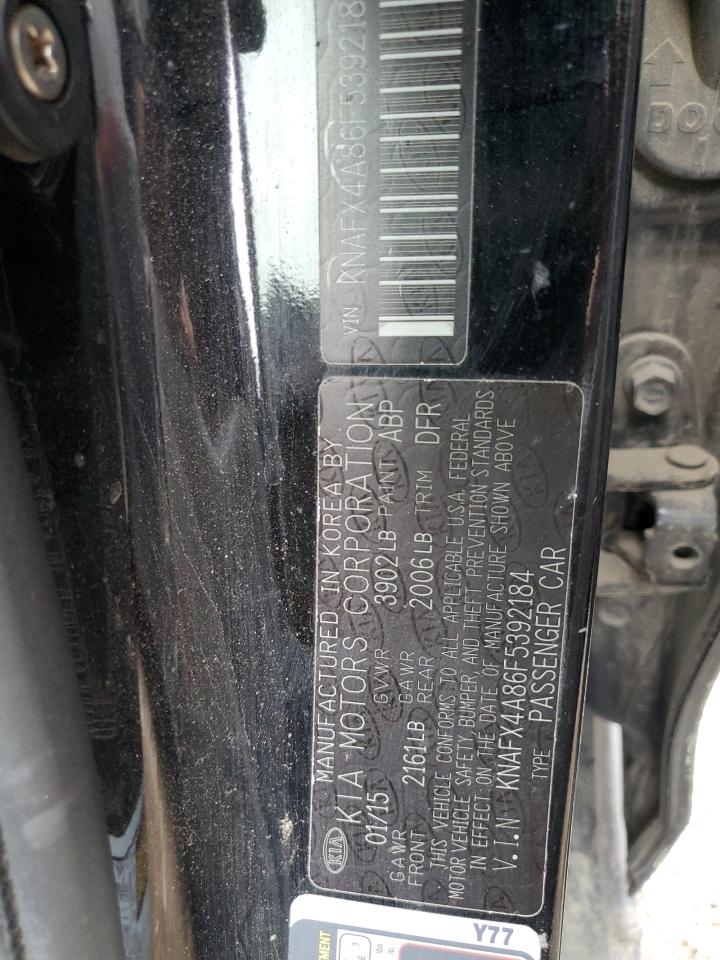 VIN: KNAFX4A86F5392184
MANUFACTURED IN KOREA BY
KIA KIA MOTORS CORPORATION
01/15 GVWR 3902LB PAINT ABP
GAWR FRONT 2161LB GAWR REAR 2006LB TRIM DFR
THIS VEHICLE CONFORMS TO ALL APPLICABLE U.S.A. FEDERAL
MOTOR VEHICLE SAFETY, BUMPER, AND THEFT PREVENTION STANDARDS
IN EFFECT ON THE DATE OF MANUFACTURE SHOWN ABOVE
V.I.N KNAFX4A86F5392184
TYPE PASSENGER CAR
Y77